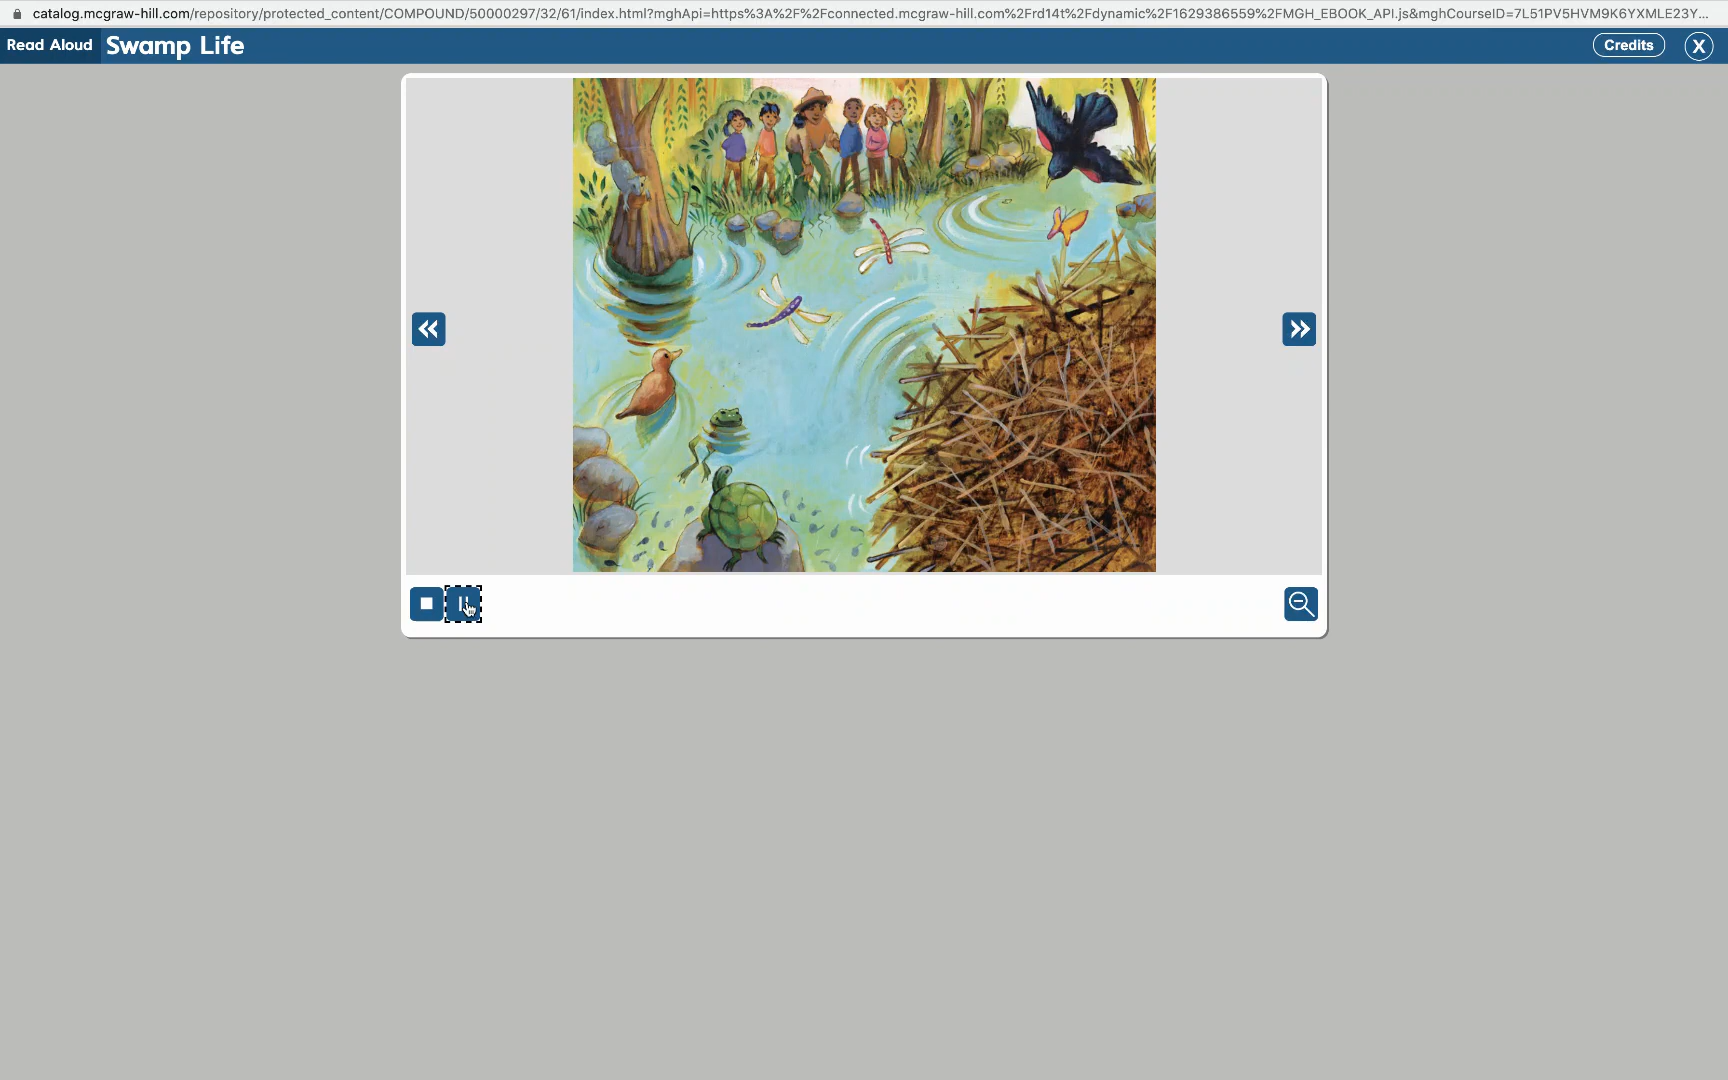 catalog.mcgraw-hill.com/repository/protected_content/COMPOUND/50000297/32/61/index.html?mghApi=https%3A%2F%2Fconnected.mcgraw-hill.com%2Frd14t%2Fdynamic%2F1629386559%2FMGH_EBOOK_API.js&mghCourseID=7L51PV5HVM9K6YXMLE23Y...
Read Aloud Swamp Life Credits X